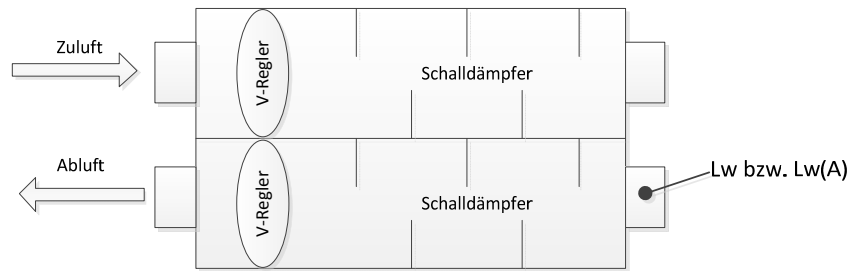 Zuluft
V-Regler
Schalldämpfer
Abluft
V-Regler
Schalldämpfer
Lw bzw. Lw(A)